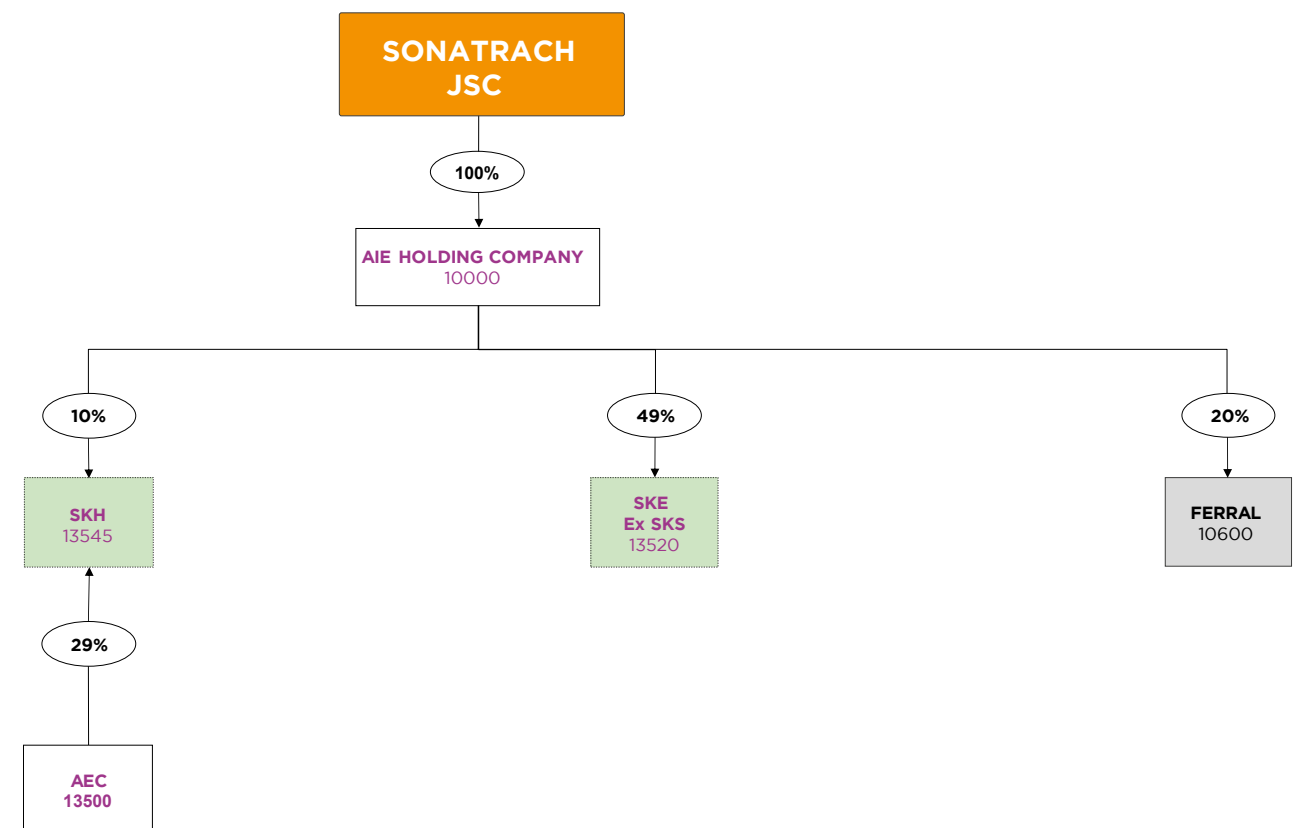 SONATRACH
JSC
100%
AIE HOLDING COMPANY
10000
10%
49%
20%
SKH
13545
SKE
Ex SKS
13520
FERRAL
10600
29%
AEC
13500